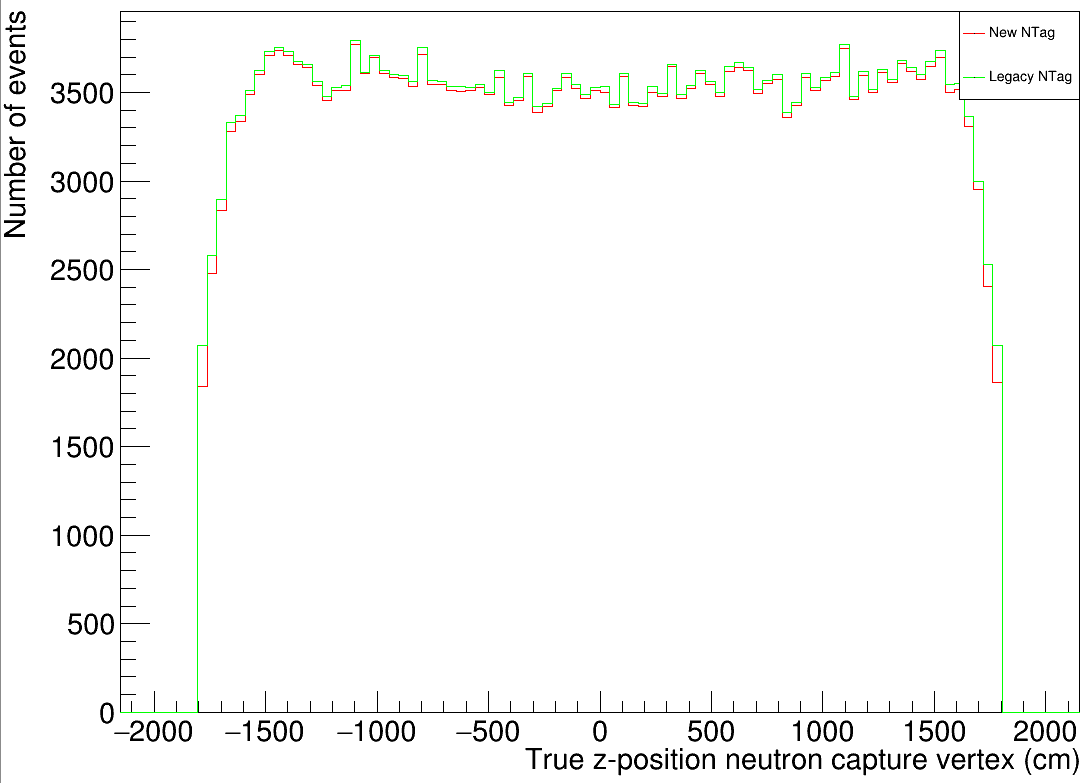 Number of events
New NTag
Legacy NTag
3500
3000
2500
2000
1500
1000
500
0
−2000 −1500 −1000 −500 0 500 1000 1500 2000
True z-position neutron capture vertex (cm)